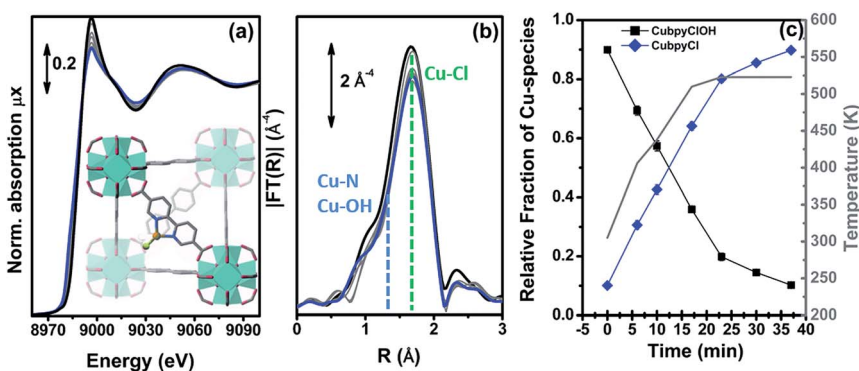 (a)
0.2
Norm. absorption μx
8970 9000 9030 9060 9090
Energy (eV)
(b)
2 Å⁻⁴
Cu-Cl
Cu-N
Cu-OH
|FT(R)| (Å⁻⁴)
0 1 2 3
R (Å)
(c)
CubpyClOH
CubpyCl
Relative Fraction of Cu-species
1.0
0.8
0.6
0.4
0.2
0.0
-5 0 5 10 15 20 25 30 35 40
Time (min)
600
550
500
450
400
350
300
250
200
Temperature (K)